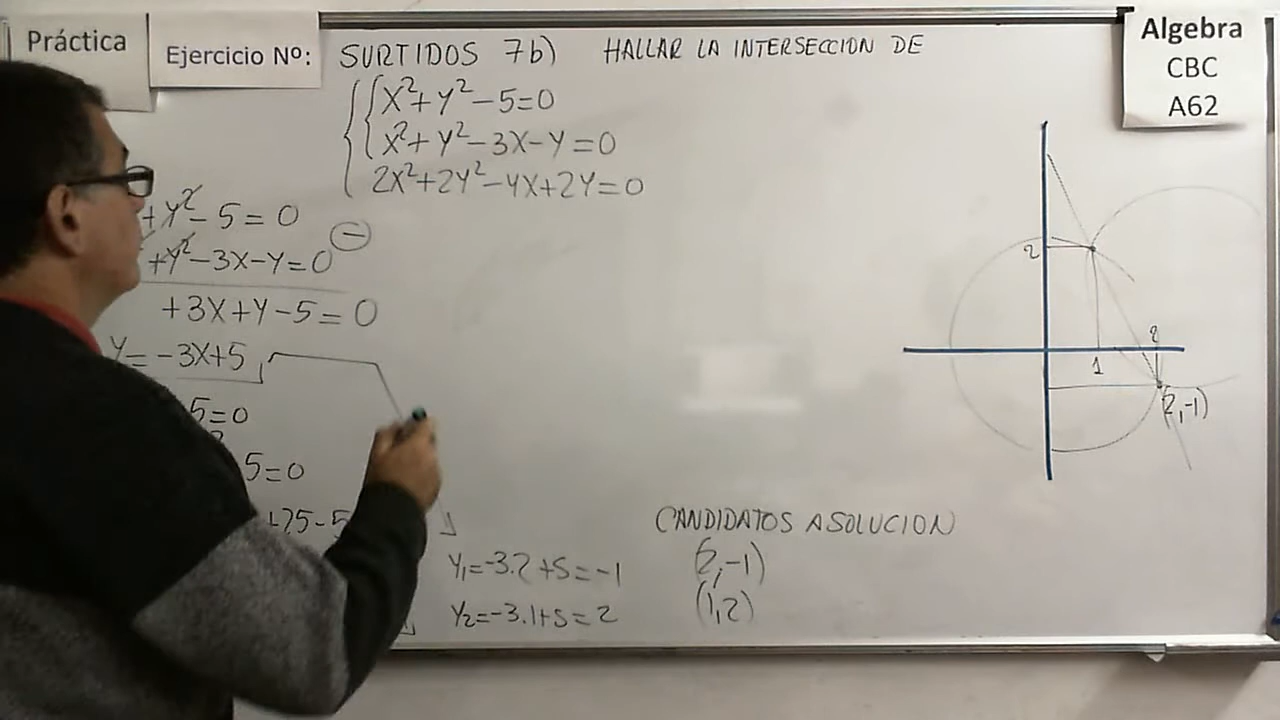 Práctica
Ejercicio Nº:
SURTIDOS 7b) HALLAR LA INTERSECCION DE
Algebra
CBC
A62
X²+Y²-5=0
X²+Y²-3X-Y=0
2X²+2Y²-4X+2Y=0
+Y²-5=0
+Y²-3X-Y=0
-
+3X+Y-5=0
Y=-3X+5
5=0
5=0
+25-5
Y₁=-3.2+5=-1
Y₂=-3.1+5=2
CANDIDATOS A SOLUCION
(2,-1)
(1,2)
2
2
1
(2,-1)